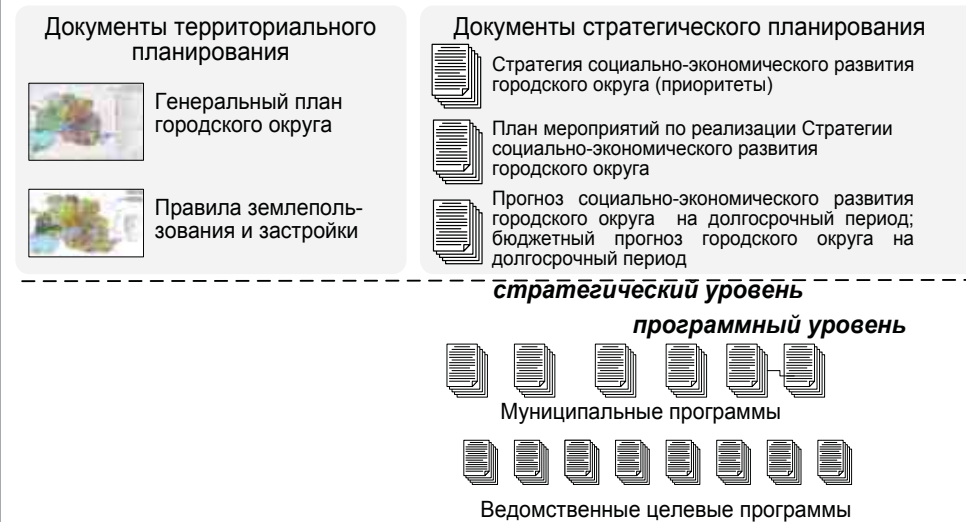 Документы территориального
планирования
Генеральный план
городского округа
Правила землеполь-
зования и застройки
Документы стратегического планирования
Стратегия социально-экономического развития
городского округа (приоритеты)
План мероприятий по реализации Стратегии
социально-экономического развития
городского округа
Прогноз социально-экономического развития
городского округа на долгосрочный период;
бюджетный прогноз городского округа на
долгосрочный период
стратегический уровень
программный уровень
Муниципальные программы
Ведомственные целевые программы